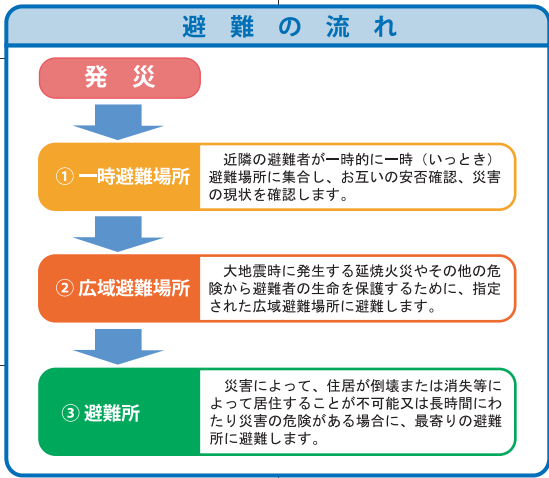 避難の流れ
発災
①一時避難場所
近隣の避難者が一時的に一時（いっとき）
避難場所に集合し、お互いの安否確認、災害
の現状を確認します。
②広域避難場所
大地震時に発生する延焼火災やその他の危
険から避難者の生命を保護するために、指定
された広域避難場所に避難します。
③避難所
災害によって、住居が倒壊または消失等に
よって居住することが不可能又は長時間にわ
たり災害の危険がある場合に、最寄りの避難
所に避難します。